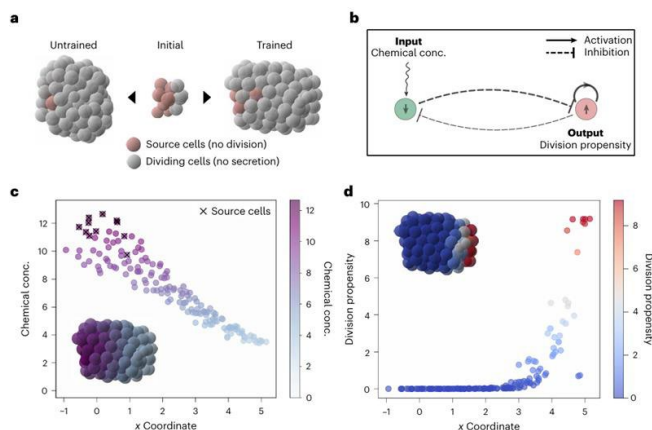 a
Untrained Initial Trained
Source cells (no division)
Dividing cells (no secretion)
b
Input
Chemical conc.
Activation
Inhibition
Output
Division propensity
c
× Source cells
12
10
8
6
4
2
0
−1 0 1 2 3 4 5
x Coordinate
Chemical conc.
12
10
8
6
4
2
0
Chemical conc.
d
10
8
6
4
2
0
−1 0 1 2 3 4 5
x Coordinate
Division propensity
8
6
4
2
0
Division propensity